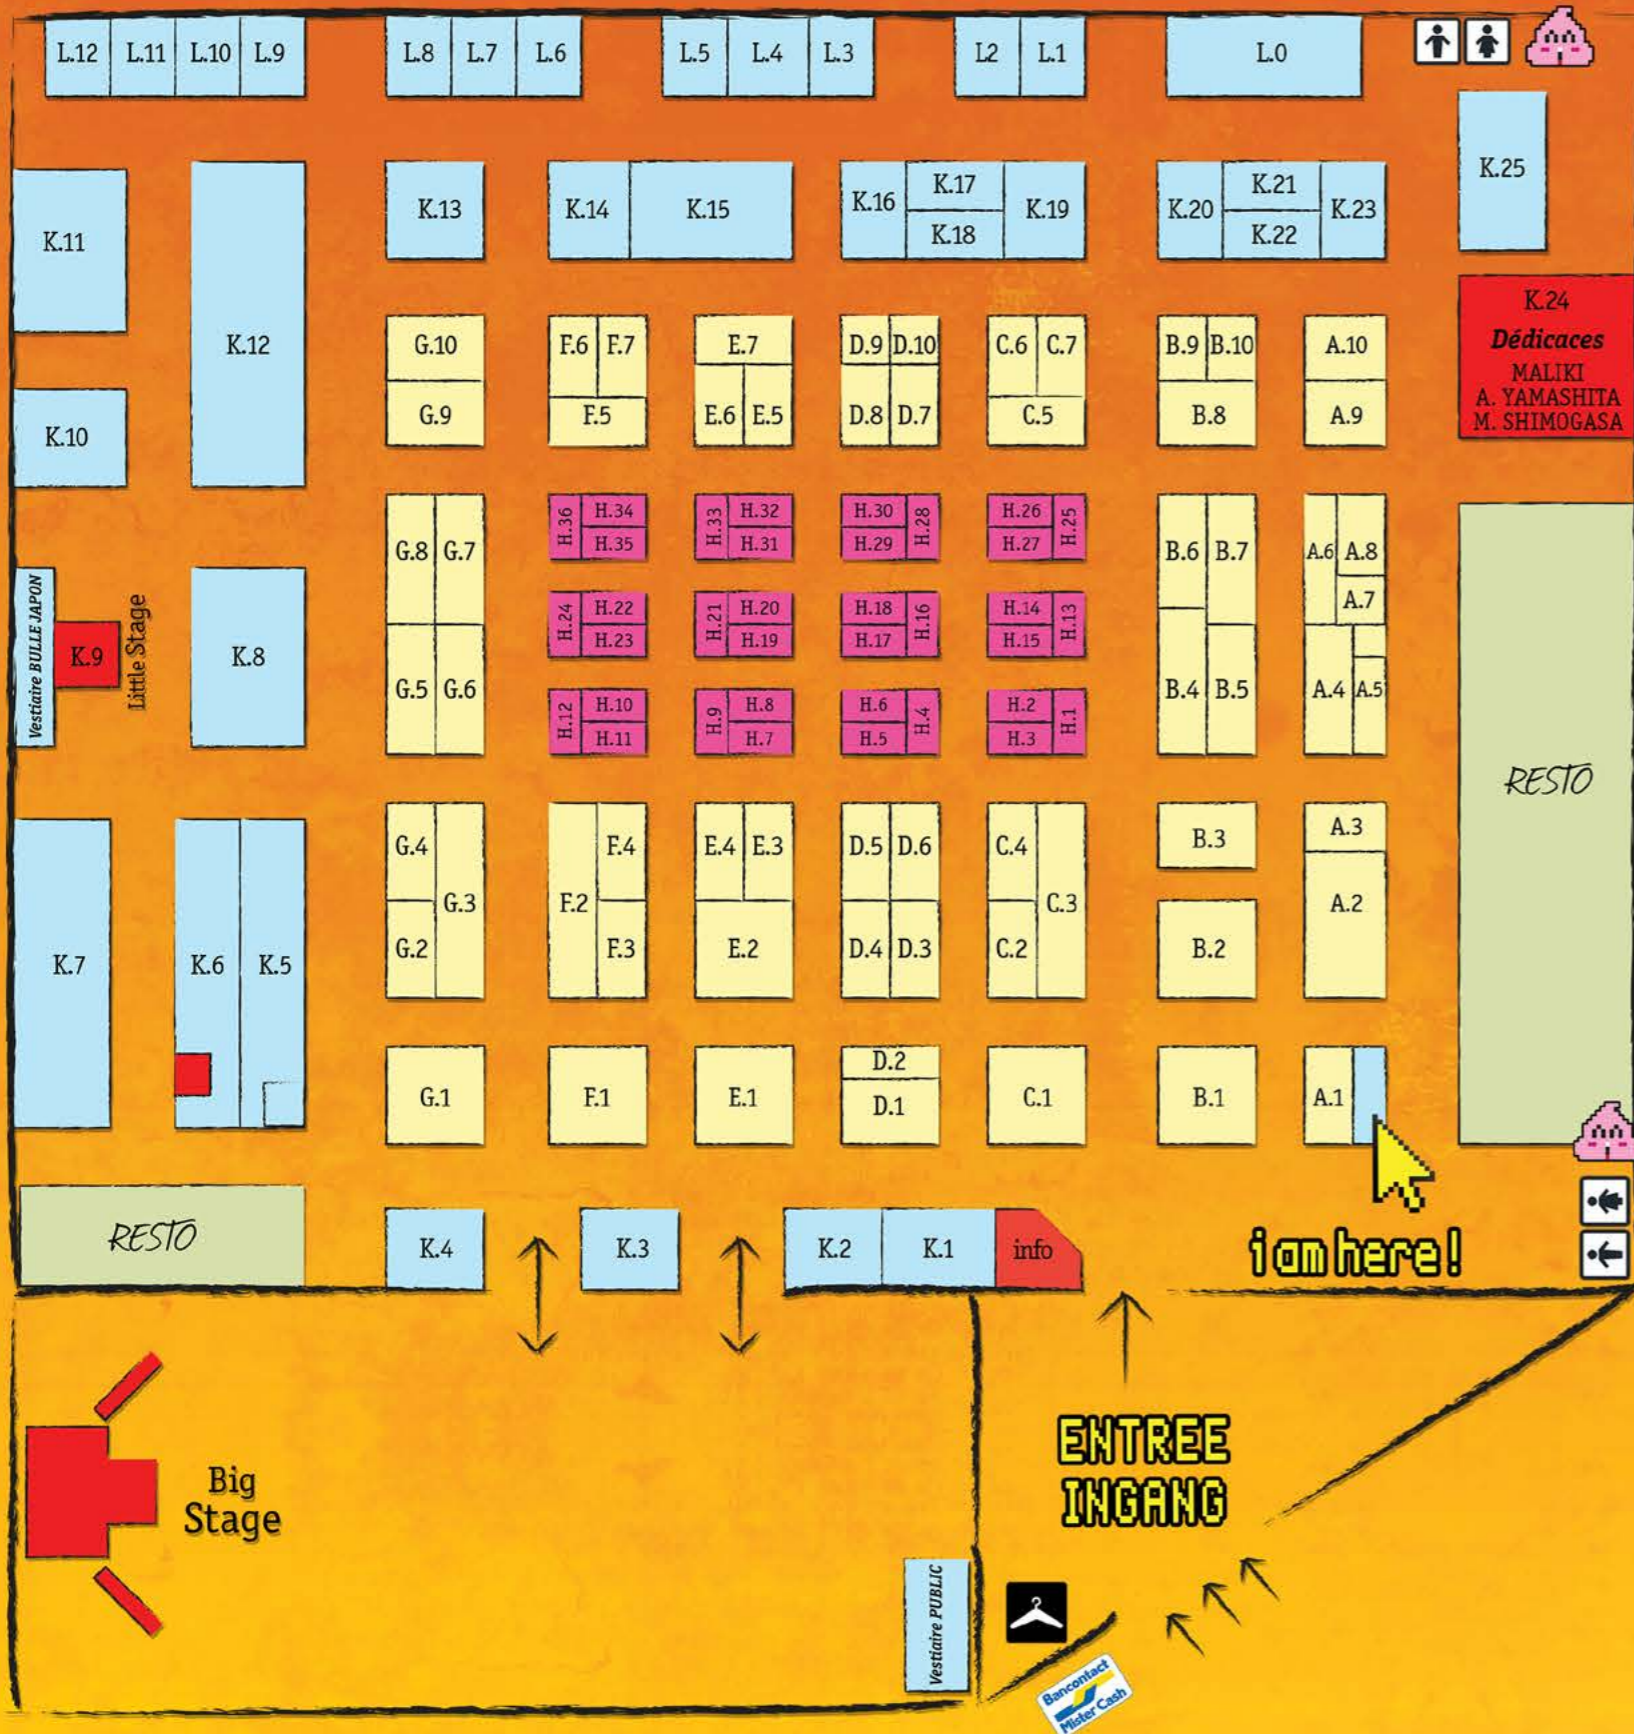 L.12 L.11 L.10 L.9 L.8 L.7 L.6 L.5 L.4 L.3 L2 L.1 L.0
K.25
K.11 K.12 K.13 K.14 K.15 K.16 K.17 K.18 K.19 K.20 K.21 K.22 K.23
K.24
Dédicaces
MALIKI
A. YAMASHITA
M. SHIMOGASA
G.10 F.6 F.7 E.7 D.9 D.10 C.6 C.7 B.9 B.10 A.10
K.10 G.9 F.5 E.6 E.5 D.8 D.7 C.5 B.8 A.9
H.36 H.34 H.33 H.32 H.30 H.28 H.26 H.25
H.35 H.31 H.29 H.27
G.8 G.7 B.6 B.7 A.6 A.8
A.7
H.24 H.22 H.21 H.20 H.18 H.16 H.14 H.13
H.23 H.19 H.17 H.15
Vestiaire BULLE JAPON
K.9
Little Stage
K.8
G.5 G.6 B.4 B.5 A.4 A.5
H.12 H.10 H.9 H.8 H.6 H.4 H.2 H.1
H.11 H.7 H.5 H.3
RESTO
G.4 F.4 E.4 E.3 D.5 D.6 C.4 B.3 A.3
G.3 F.2 C.3 A.2
K.7 K.6 K.5 G.2 F.3 E.2 D.4 D.3 C.2 B.2
D.2
G.1 F.1 E.1 D.1 C.1 B.1 A.1
RESTO
K.4 K.3 K.2 K.1 info
i am here!
ENTREE
INGANG
Big
Stage
Vestiaire PUBLIC
Bancontact
Mister Cash